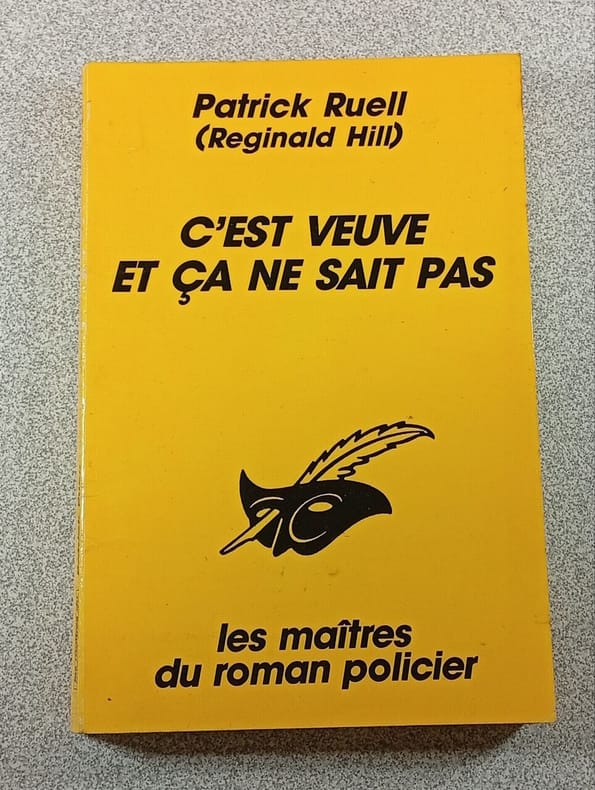 Patrick Ruell
(Reginald Hill)
C'EST VEUVE
ET ÇA NE SAIT PAS
les maîtres
du roman policier